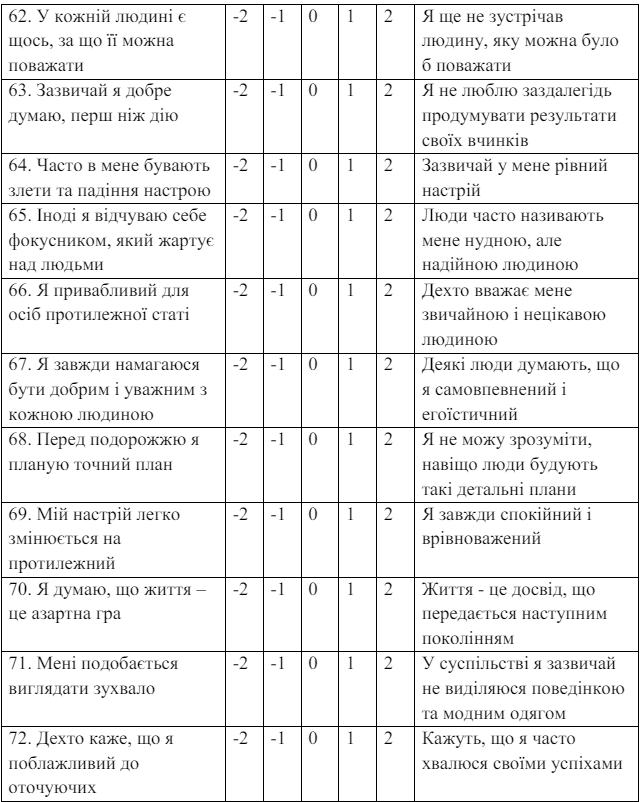 62. У кожній людині є -2 -1 0 1 2 Я ще не зустрічав
щось, за що її можна людину, яку можна було
поважати б поважати
63. Зазвичай я добре -2 -1 0 1 2 Я не люблю заздалегідь
думаю, перш ніж дію продумувати результати
своїх вчинків
64. Часто в мене бувають -2 -1 0 1 2 Зазвичай у мене рівний
злети та падіння настрою настрій
65. Іноді я відчуваю себе -2 -1 0 1 2 Люди часто називають
фокусником, який жартує мене нудною, але
над людьми надійною людиною
66. Я привабливий для -2 -1 0 1 2 Дехто вважає мене
осіб протилежної статі звичайною і нецікавою
людиною
67. Я завжди намагаюся -2 -1 0 1 2 Деякі люди думають, що
бути добрим і уважним з я самовпевнений і
кожною людиною егоїстичний
68. Перед подорожжю я -2 -1 0 1 2 Я не можу зрозуміти,
планую точний план навіщо люди будують
такі детальні плани
69. Мій настрій легко -2 -1 0 1 2 Я завжди спокійний і
змінюється на врівноважений
протилежний
70. Я думаю, що життя – -2 -1 0 1 2 Життя - це досвід, що
це азартна гра передається наступним
поколінням
71. Мені подобається -2 -1 0 1 2 У суспільстві я зазвичай
виглядати зухвало не виділяюся поведінкою
та модним одягом
72. Дехто каже, що я -2 -1 0 1 2 Кажуть, що я часто
поблажливий до хвалюся своїми успіхами
оточуючих